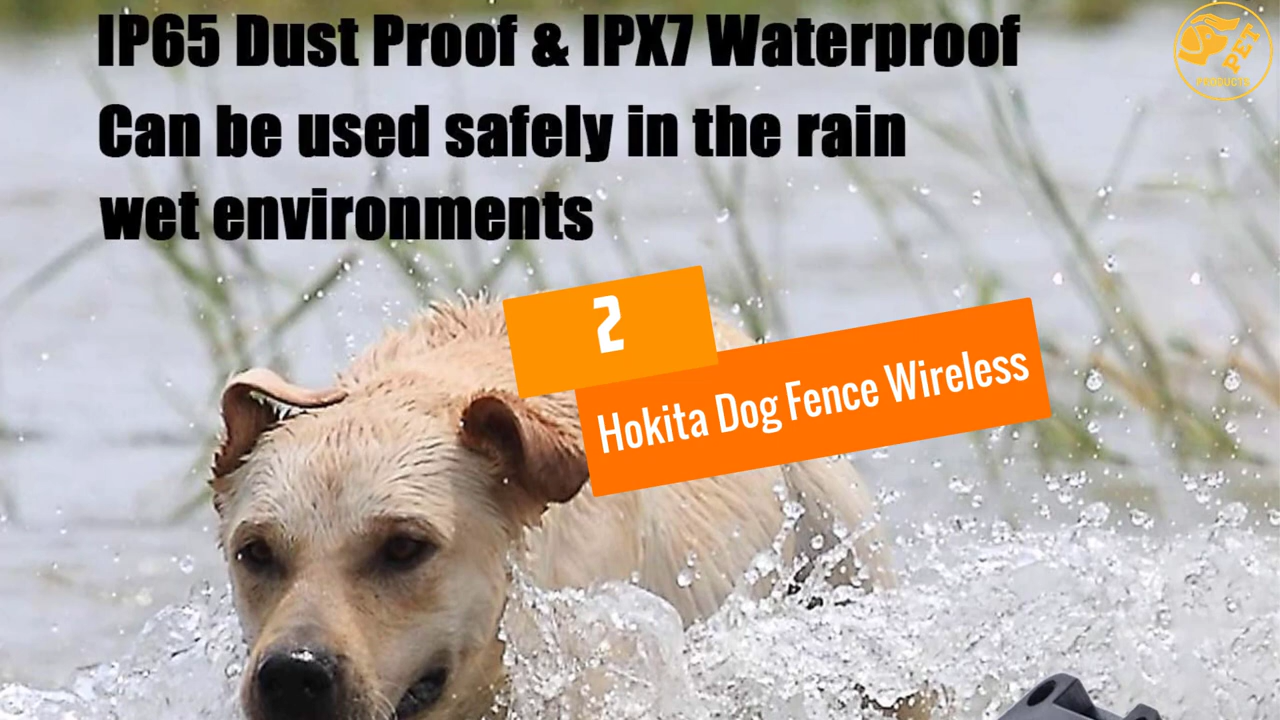 IP65 Dust Proof & IPX7 Waterproof
Can be used safely in the rain
wet environments
2
Hokita Dog Fence Wireless
PET
PRODUCTS